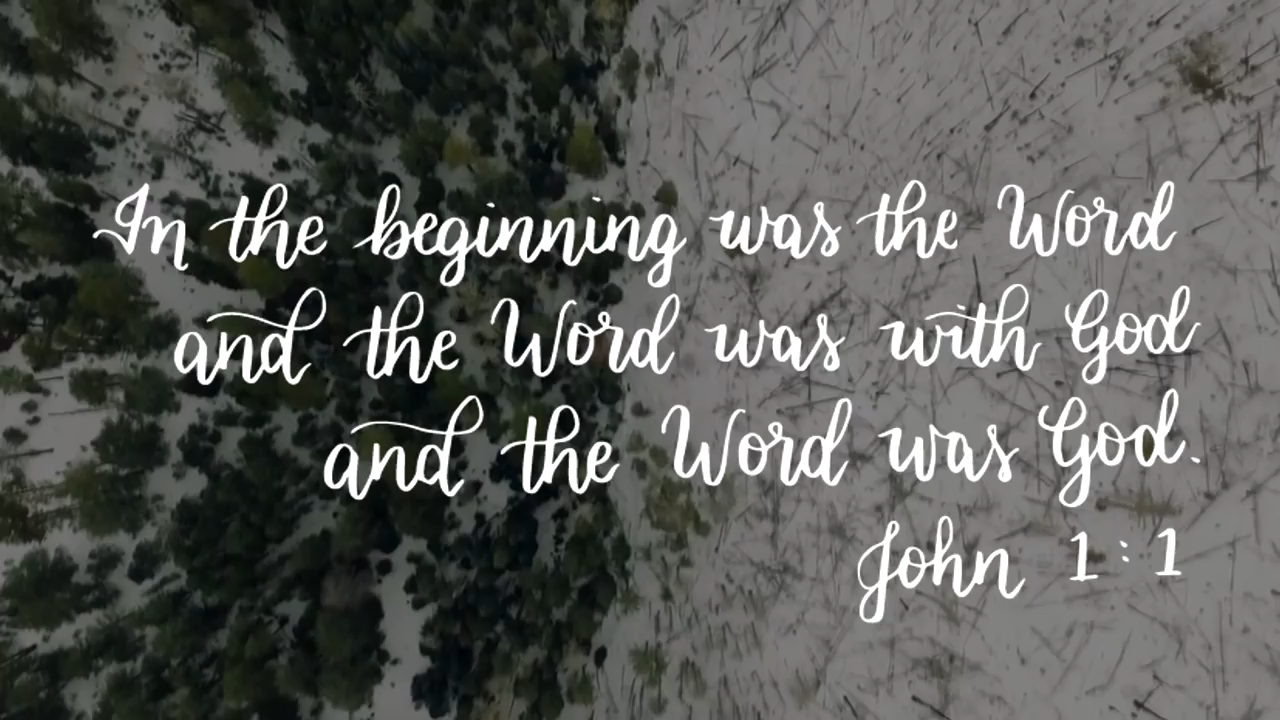 In the beginning was the Word
and the Word was with God
and the Word was God.
John 1:1